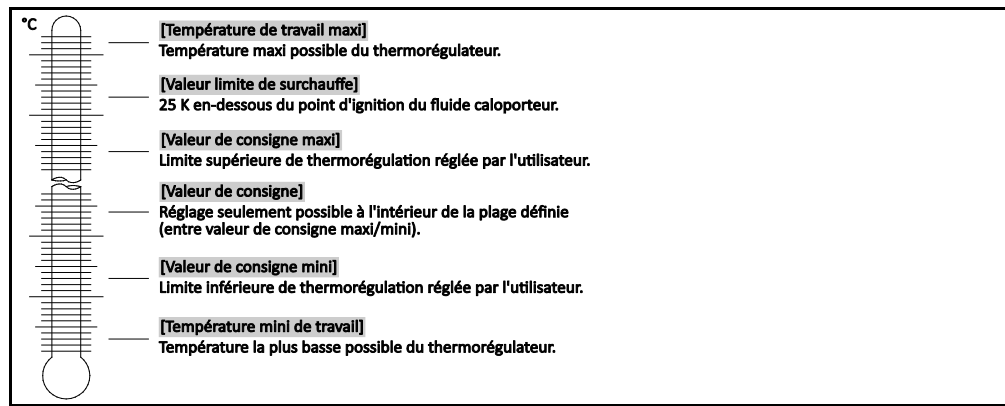 °C
[Température de travail maxi]
Température maxi possible du thermorégulateur.
[Valeur limite de surchauffe]
25 K en-dessous du point d'ignition du fluide caloporteur.
[Valeur de consigne maxi]
Limite supérieure de thermorégulation réglée par l'utilisateur.
[Valeur de consigne]
Réglage seulement possible à l'intérieur de la plage définie
(entre valeur de consigne maxi/mini).
[Valeur de consigne mini]
Limite inférieure de thermorégulation réglée par l'utilisateur.
[Température mini de travail]
Température la plus basse possible du thermorégulateur.